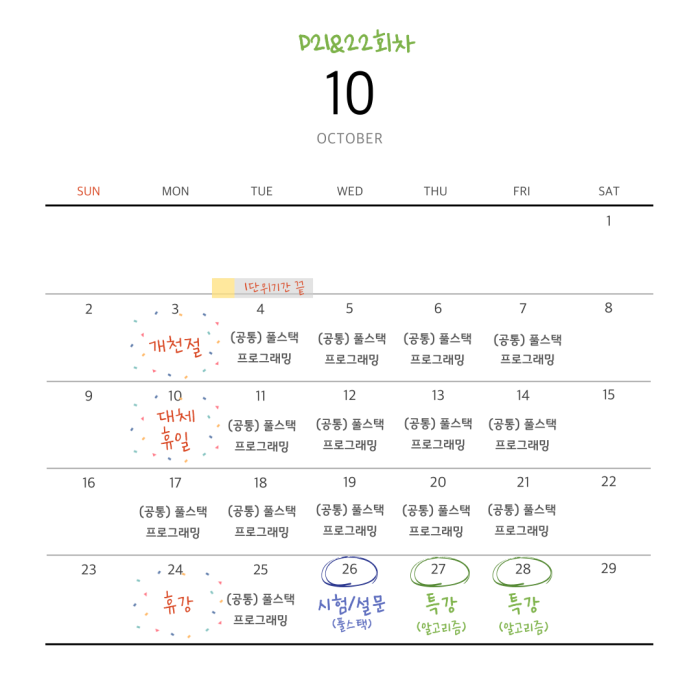 D21&22회차
10
OCTOBER
SUN MON TUE WED THU FRI SAT
1
1단위기간 끝
2 3 4 5 6 7 8
개천절
(공통) 풀스택 (공통) 풀스택 (공통) 풀스택 (공통) 풀스택
프로그래밍 프로그래밍 프로그래밍 프로그래밍
9 10 11 12 13 14 15
대체
휴일
(공통) 풀스택 (공통) 풀스택 (공통) 풀스택 (공통) 풀스택
프로그래밍 프로그래밍 프로그래밍 프로그래밍
16 17 18 19 20 21 22
(공통) 풀스택 (공통) 풀스택 (공통) 풀스택 (공통) 풀스택 (공통) 풀스택
프로그래밍 프로그래밍 프로그래밍 프로그래밍 프로그래밍
23 24 25 26 27 28 29
휴강 (공통) 풀스택 시험/설문 특강 특강
프로그래밍 (풀스택) (알고리즘) (알고리즘)